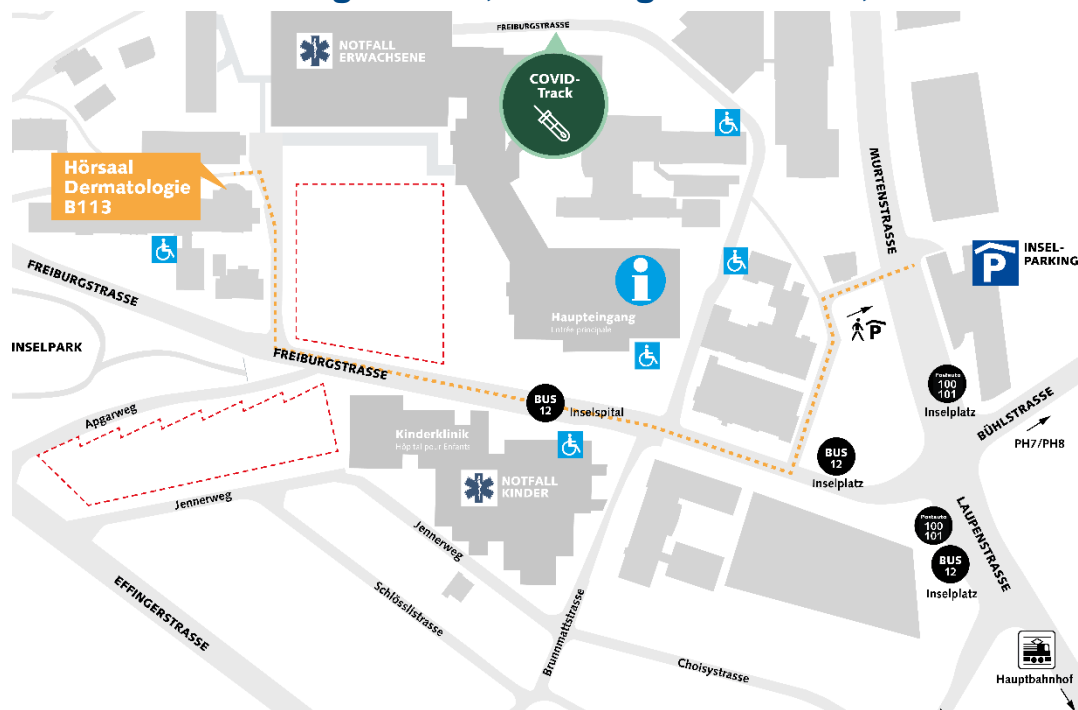 FREIBURGSTRASSE
NOTFALL
ERWACHSENE
COVID-
Track
Hörsaal
Dermatologie
B113
MURTENSTRASSE
INSEL-
PARKING
P
FREIBURGSTRASSE
i
Haupteingang
Entrée principale
P
INSELPARK
FREIBURGSTRASSE
BUS
12
Inselspital
Postauto
100
101
Inselplatz
BÜHLSTRASSE
PH7/PH8
Apgarweg
Kinderklinik
Hôpital pour Enfants
BUS
12
Inselplatz
NOTFALL
KINDER
Jennerweg
Jennerweg
Postauto
100
101
LAUPENSTRASSE
BUS
12
Inselplatz
EFFINGERSTRASSE
Schlösslistrasse
Brunnmattstrasse
Choisystrasse
Hauptbahnhof